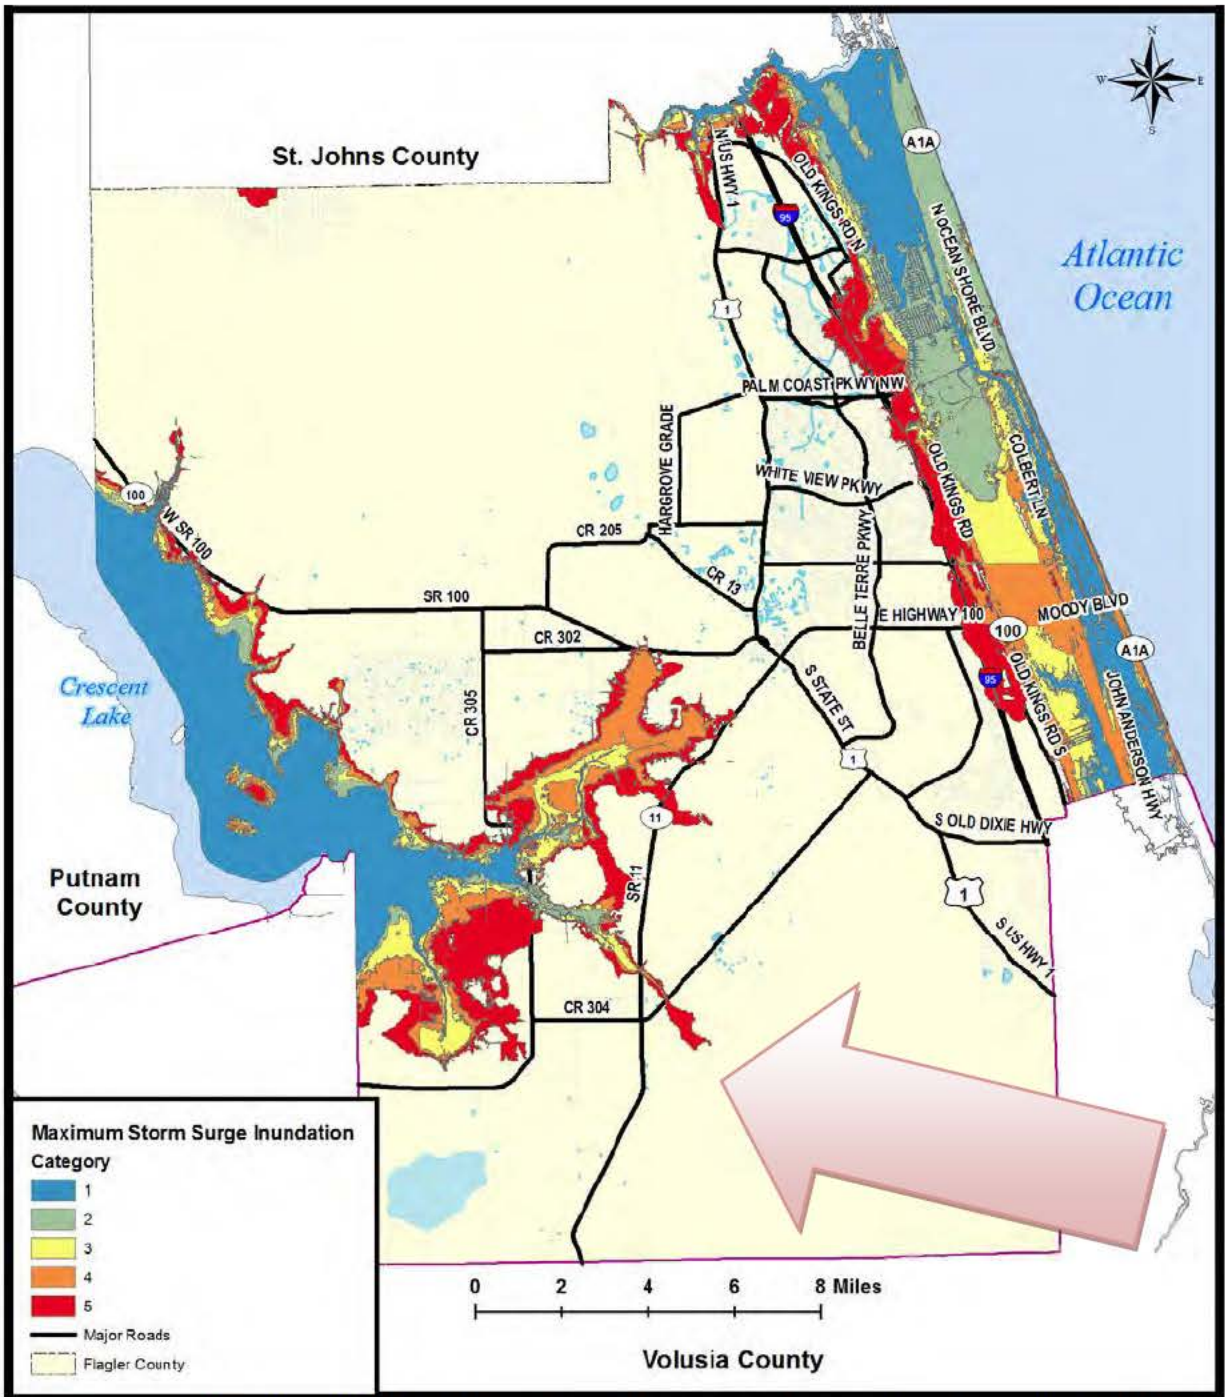 N
W
E
S
St. Johns County
A1A
N US HWY 1
OLD KINGS RD N
95
N OCEAN SHORE BLVD
Atlantic
Ocean
1
PALM COAST PKWY NW
HARGROVE GRADE
OLD KINGS RD
COLBERT LN
WHITE VIEW PKWY
100
W SR 100
CR 205
CR 13
BELLE TERRE PKWY
SR 100
CR 302
E HIGHWAY 100
100
MOODY BLVD
A1A
Crescent
Lake
CR 305
S STATE ST
95
OLD KINGS RD S
JOHN ANDERSON HWY
1
11
S OLD DIXIE HWY
Putnam
County
SR 11
1
S US HWY 1
CR 304
Maximum Storm Surge Inundation
Category
1
2
3
4
5
Major Roads
Flagler County
0 2 4 6 8 Miles
Volusia County